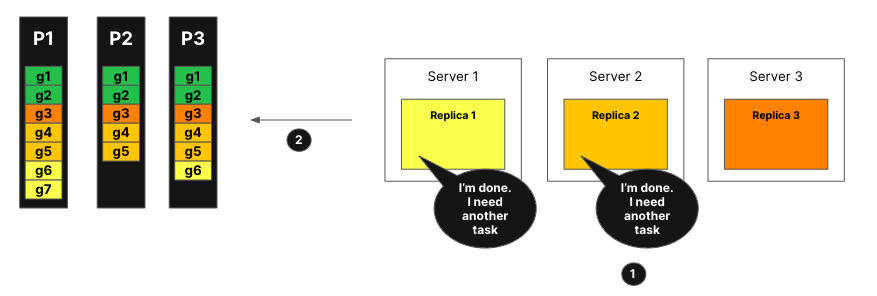 P1
g1
g2
g3
g4
g5
g6
g7
P2
g1
g2
g3
g4
g5
P3
g1
g2
g3
g4
g5
g6
2
Server 1
Replica 1
I'm done.
I need
another
task
Server 2
Replica 2
I'm done.
I need
another
task
1
Server 3
Replica 3